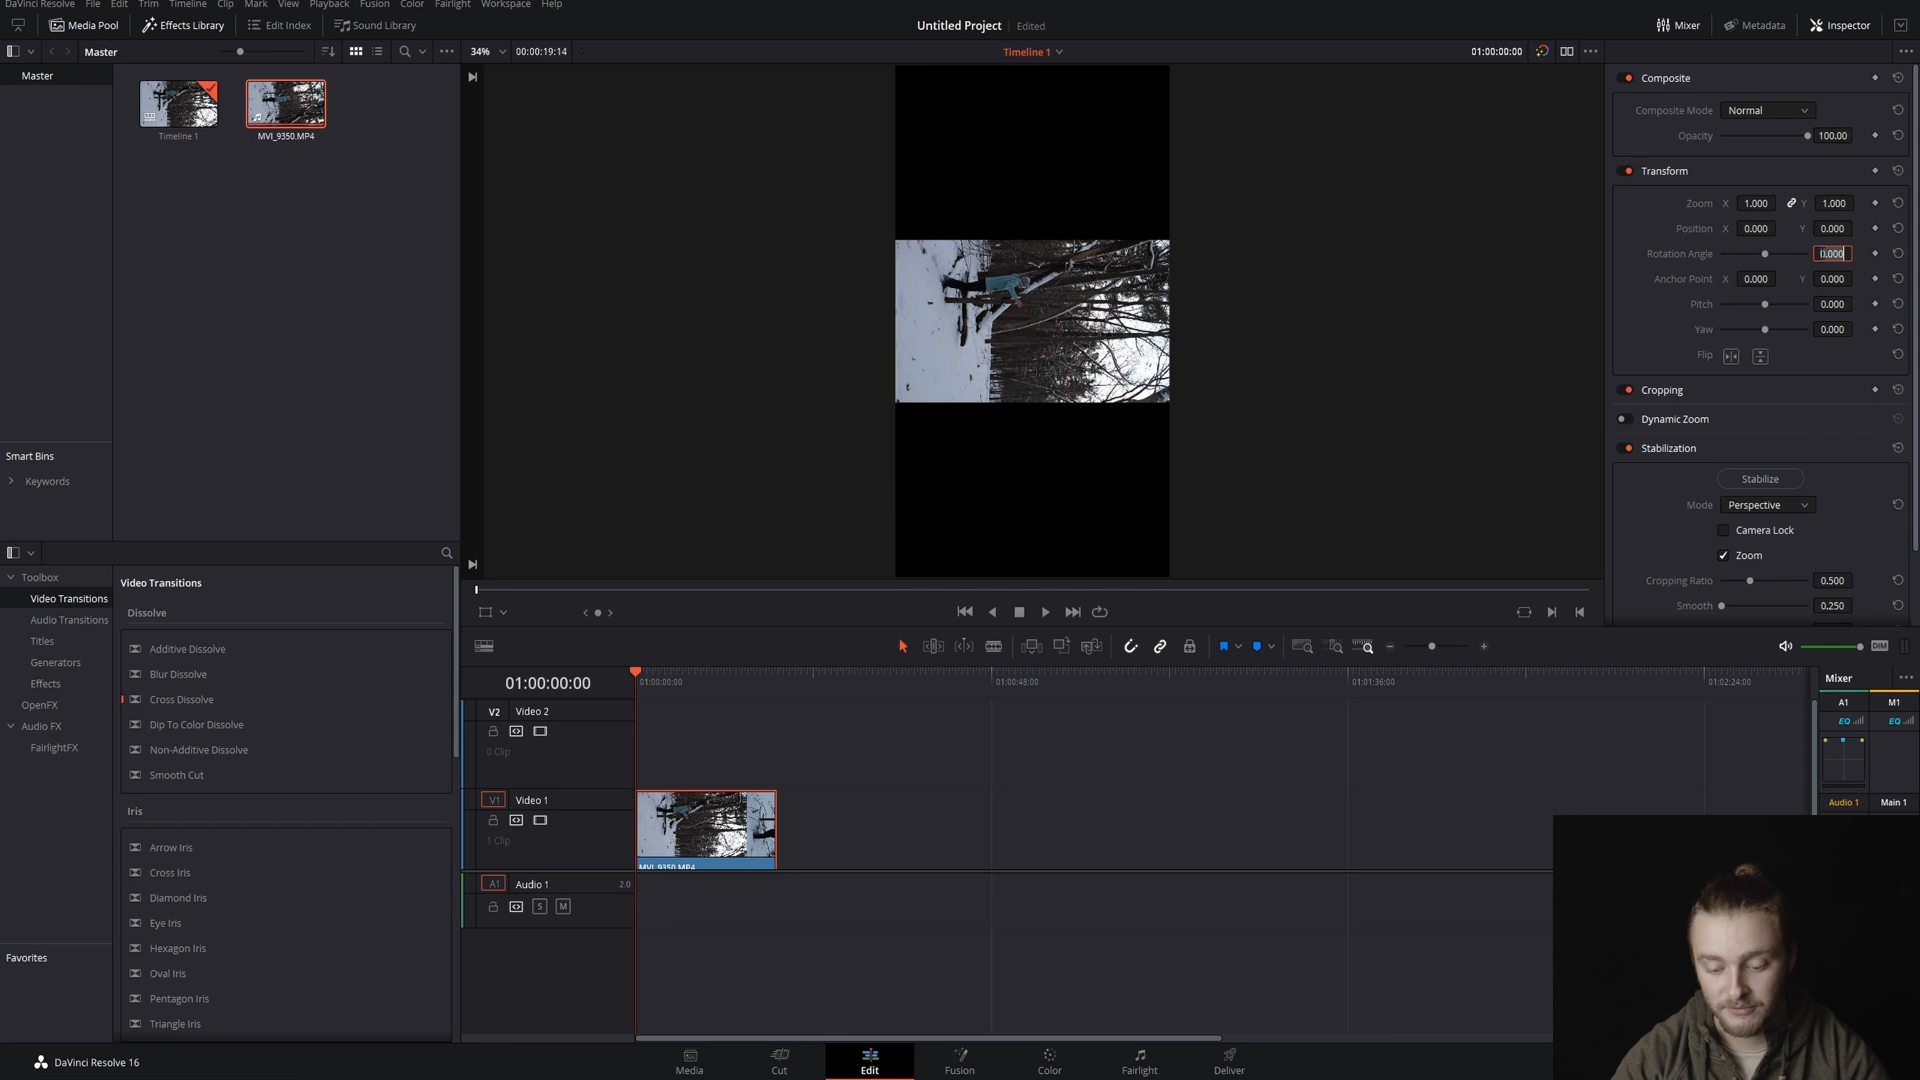 DaVinci Resolve File Edit Trim Timeline Clip Mark View Playback Fusion Color Fairlight Workspace Help
Media Pool Effects Library Edit Index Sound Library
Untitled Project Edited
Mixer Metadata Inspector
Master
34% 00:00:19:14
Timeline 1
01:00:00:00
Master
Timeline 1
MVI_9350.MP4
Smart Bins
Keywords
Composite
Composite Mode Normal
Opacity 100.00
Transform
Zoom X 1.000 Y 1.000
Position X 0.000 Y 0.000
Rotation Angle 0.000
Anchor Point X 0.000 Y 0.000
Pitch 0.000
Yaw 0.000
Flip
Cropping
Dynamic Zoom
Stabilization
Stabilize
Mode Perspective
Camera Lock
Zoom
Cropping Ratio 0.500
Smooth 0.250
Toolbox
Video Transitions
Audio Transitions
Titles
Generators
Effects
OpenFX
Audio FX
FairlightFX
Favorites
Video Transitions
Dissolve
Additive Dissolve
Blur Dissolve
Cross Dissolve
Dip To Color Dissolve
Non-Additive Dissolve
Smooth Cut
Iris
Arrow Iris
Cross Iris
Diamond Iris
Eye Iris
Hexagon Iris
Oval Iris
Pentagon Iris
Triangle Iris
DIM
01:00:00:00
01:00:00:00 01:00:48:00 01:01:36:00 01:02:24:00
V2 Video 2
0 Clip
V1 Video 1
1 Clip
MVI_9350.MP4
A1 Audio 1 2.0
S M
Mixer
A1 M1
EQ EQ
Audio 1 Main 1
DaVinci Resolve 16
Media Cut Edit Fusion Color Fairlight Deliver